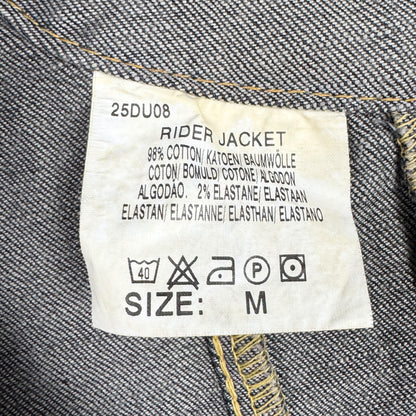 25DU08
RIDER JACKET
98% COTTON/KATOEN/BAUMWÖLLE
COTON/BOMULD/COTONE/ALGODON
ALGODÃO. 2% ELASTANE/ELASTAAN
ELASTAN/ELASTANNE/ELASTHAN/ELASTANO
40 P
SIZE: M